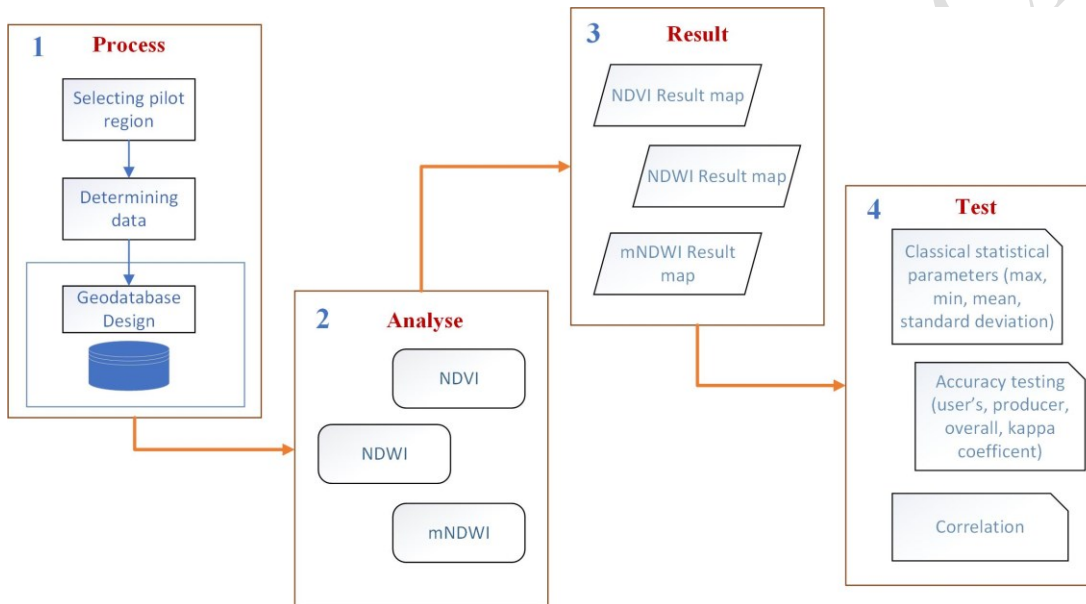 1 Process
Selecting pilot
region
Determining
data
Geodatabase
Design
2 Analyse
NDVI
NDWI
mNDWI
3 Result
NDVI Result map
NDWI Result map
mNDWI Result
map
4 Test
Classical statistical
parameters (max,
min, mean,
standard deviation)
Accuracy testing
(user's, producer,
overall, kappa
coefficent)
Correlation